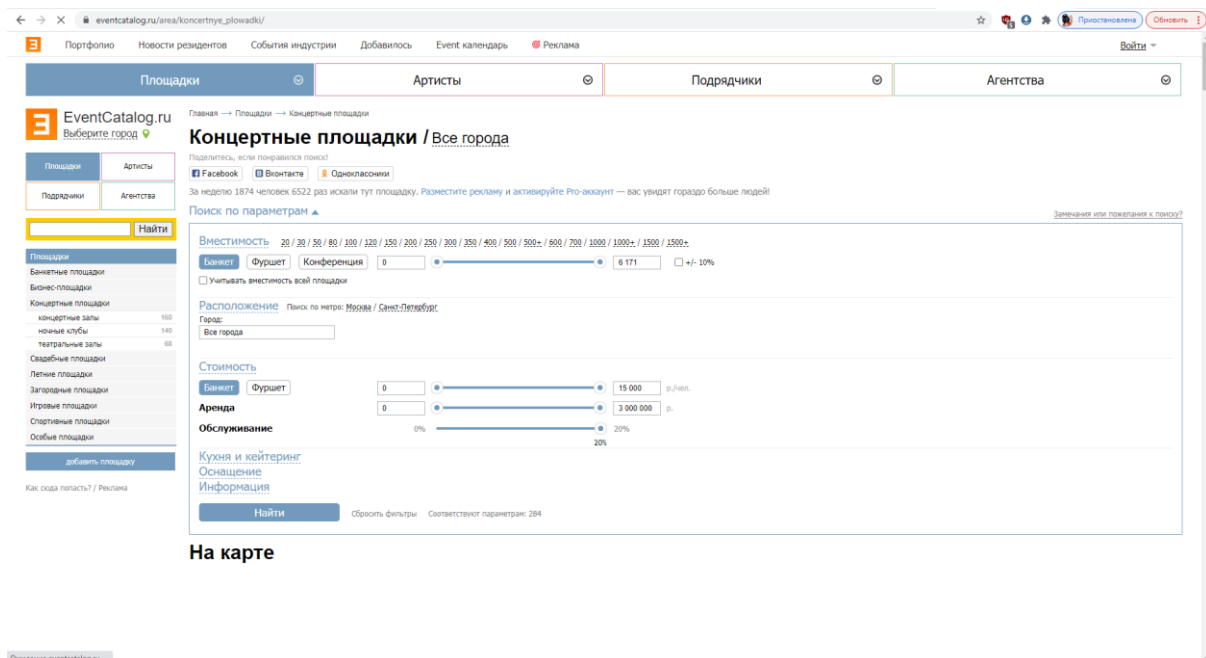 eventcatalog.ru/area/koncertnye_plowadki/
Приостановлена
Обновить
Портфолио Новости резидентов События индустрии Добавилось Event календарь Реклама Войти
Площадки Артисты Подрядчики Агентства
EventCatalog.ru
Выберите город
Площадки Артисты
Подрядчики Агентства
Найти
Площадки
Банкетные площадки
Бизнес-площадки
Концертные площадки
концертные залы 160
ночные клубы 140
театральные залы 68
Свадебные площадки
Летние площадки
Загородные площадки
Игровые площадки
Спортивные площадки
Особые площадки
добавить площадку
Как сюда попасть? / Реклама
Главная → Площадки → Концертные площадки
Концертные площадки / Все города
Поделитесь, если понравился поиск!
Facebook Вконтакте Одноклассники
За неделю 1874 человек 6522 раз искали тут площадку. Разместите рекламу и активируйте Pro-аккаунт — вас увидят гораздо больше людей!
Поиск по параметрам
Замечания или пожелания к поиску?
Вместимость 20 / 30 / 50 / 80 / 100 / 120 / 150 / 200 / 250 / 300 / 350 / 400 / 500 / 500+ / 600 / 700 / 1000 / 1000+ / 1500 / 1500+
Банкет Фуршет Конференция 0 6 171 +/- 10%
Учитывать вместимость всей площадки
Расположение Поиск по метро: Москва / Санкт-Петербург
Город:
Все города
Стоимость
Банкет Фуршет 0 15 000 р./чел.
Аренда 0 3 000 000 р.
Обслуживание 0% 20%
20%
Кухня и кейтеринг
Оснащение
Информация
Найти Сбросить фильтры Соответствуют параметрам: 284
На карте